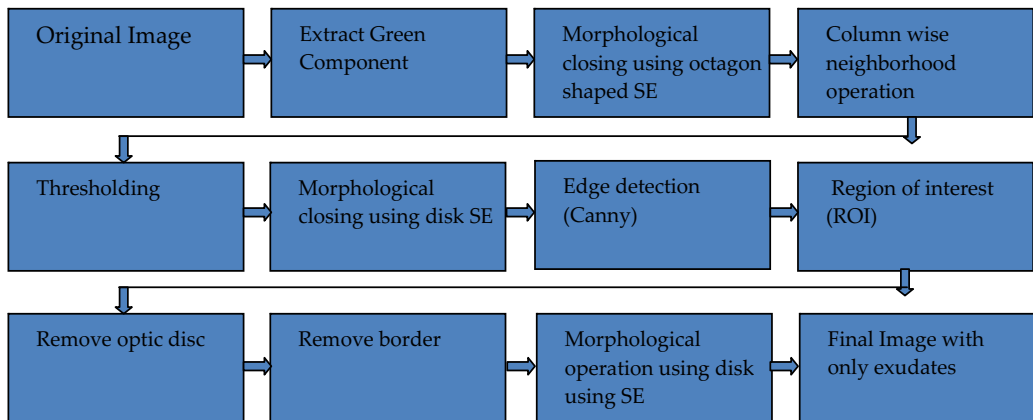 Original Image
Extract Green
Component
Morphological
closing using octagon
shaped SE
Column wise
neighborhood
operation
Thresholding
Morphological
closing using disk SE
Edge detection
(Canny)
Region of interest
(ROI)
Remove optic disc
Remove border
Morphological
operation using disk
using SE
Final Image with
only exudates